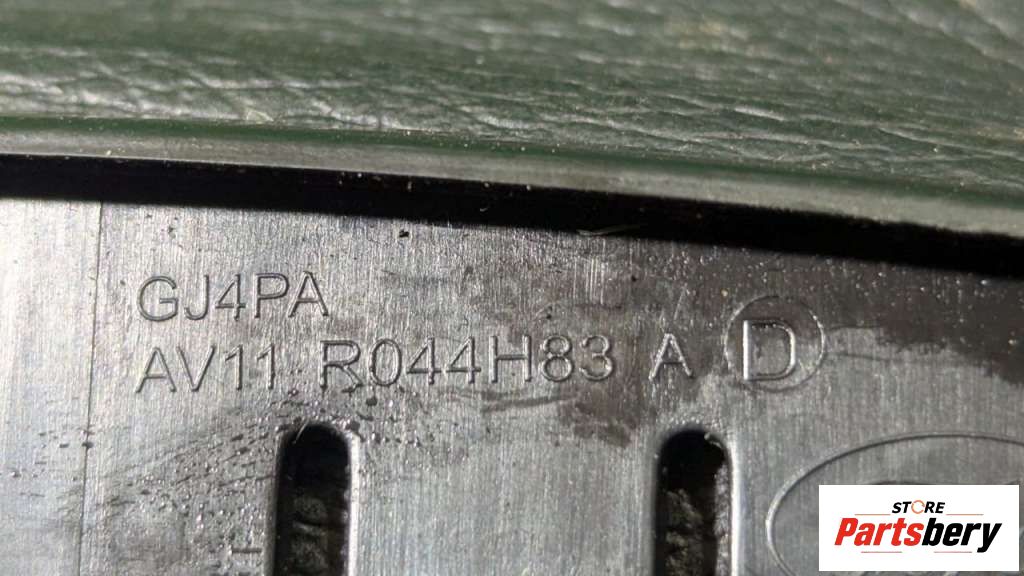 GJ4PA
AV11 R044H83 A D
STORE
Partsbery